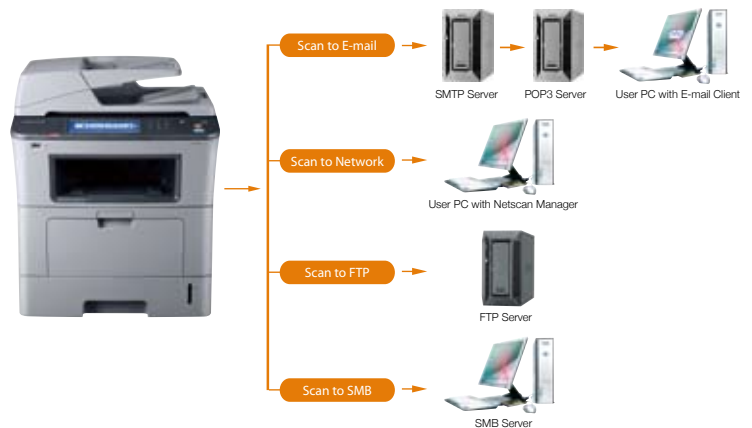 Scan to E-mail
SMTP Server
POP3 Server
User PC with E-mail Client
Scan to Network
User PC with Netscan Manager
Scan to FTP
FTP Server
Scan to SMB
SMB Server